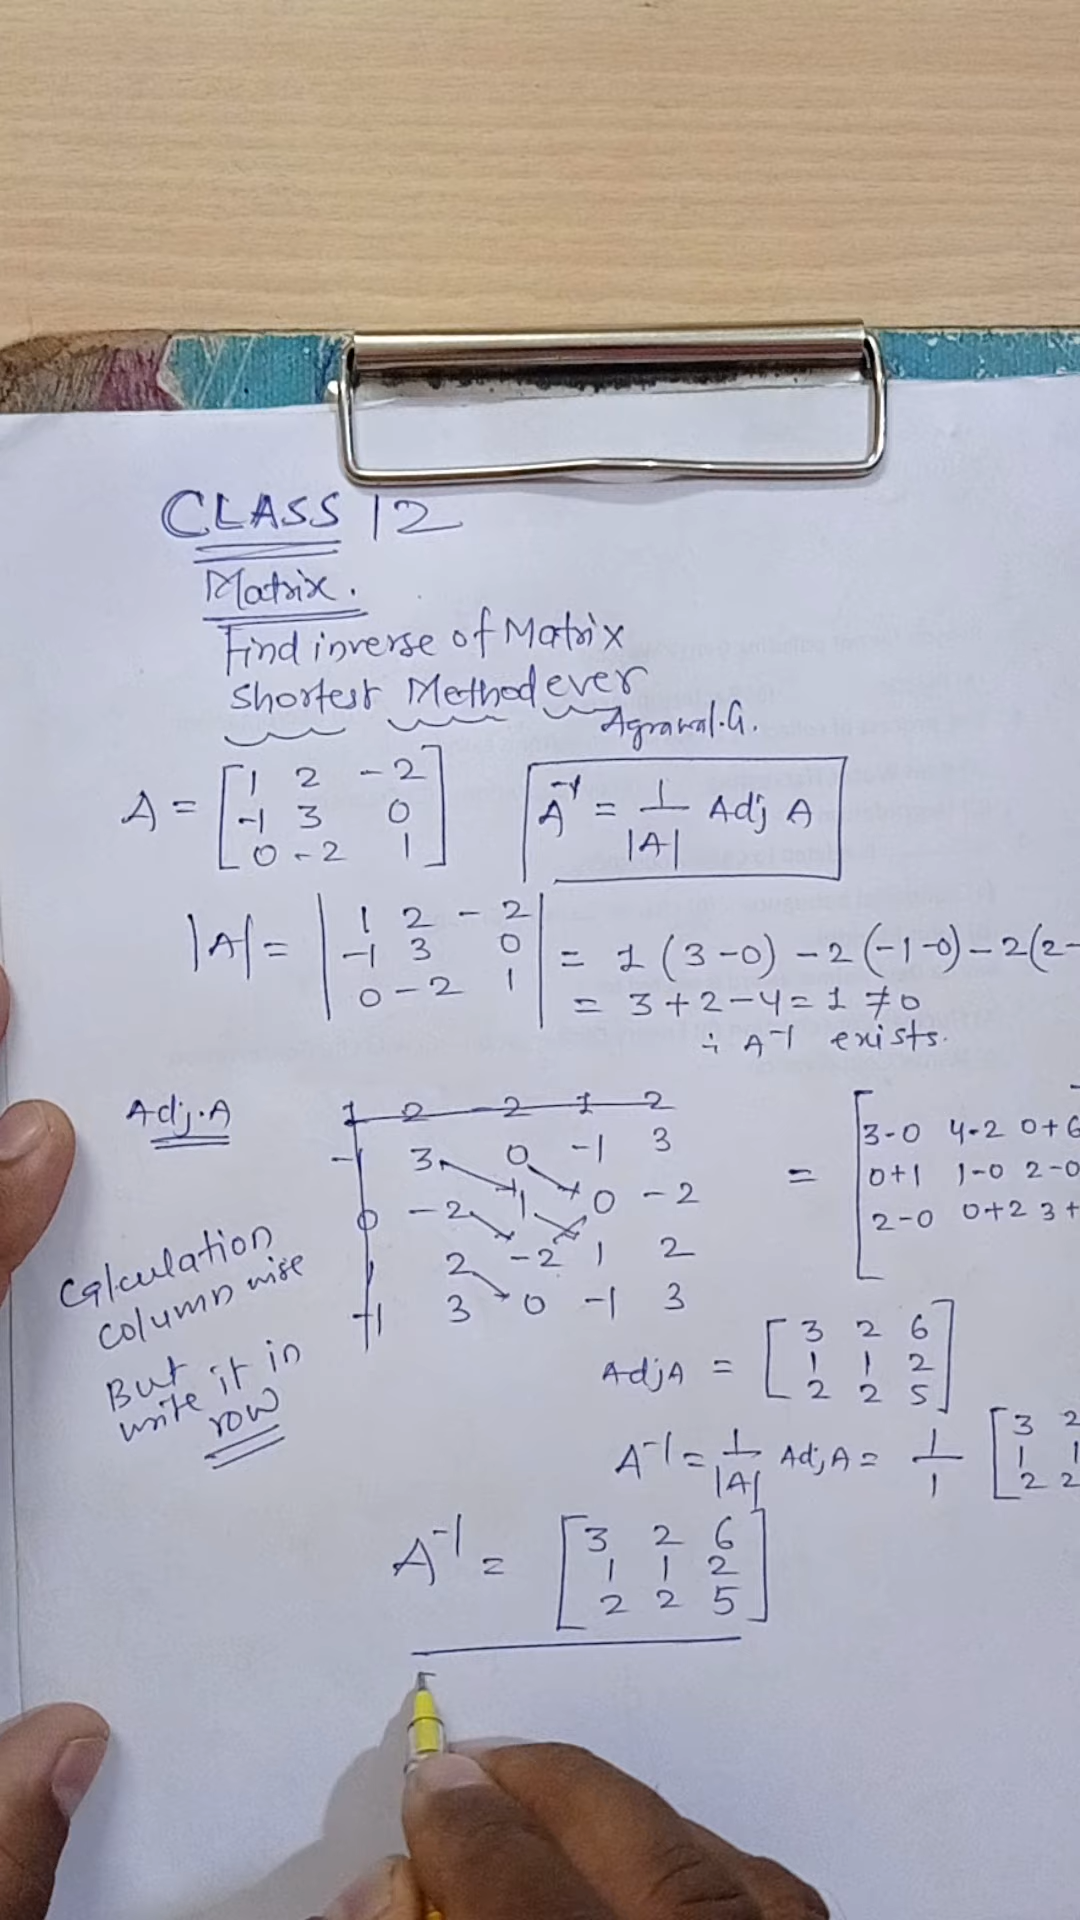 CLASS 12
Matrix.
Find inverse of Matrix
Shortest Method ever
Agrawal.G.
A = [1 2 -2
-1 3 0
0 -2 1]
A⁻¹ = 1/|A| Adj A
|A| = |1 2 -2
-1 3 0
0 -2 1| = 1(3-0)-2(-1-0)-2(2-
= 3+2-4=1≠0
∴ A⁻¹ exists.
Adj.A
1 2 -2 1 2
-1 3 0 -1 3
0 -2 1 0 -2
1 2 -2 1 2
-1 3 0 -1 3
= [3-0 4-2 0+6
0+1 1-0 2-0
2-0 0+2 3+
Calculation
column wise
But
write it in
row
AdjA = [3 2 6
1 1 2
2 2 5]
A⁻¹ = 1/|A| Adj,A = 1/1 [3 2
1 1
2 2
A⁻¹ = [3 2 6
1 1 2
2 2 5]